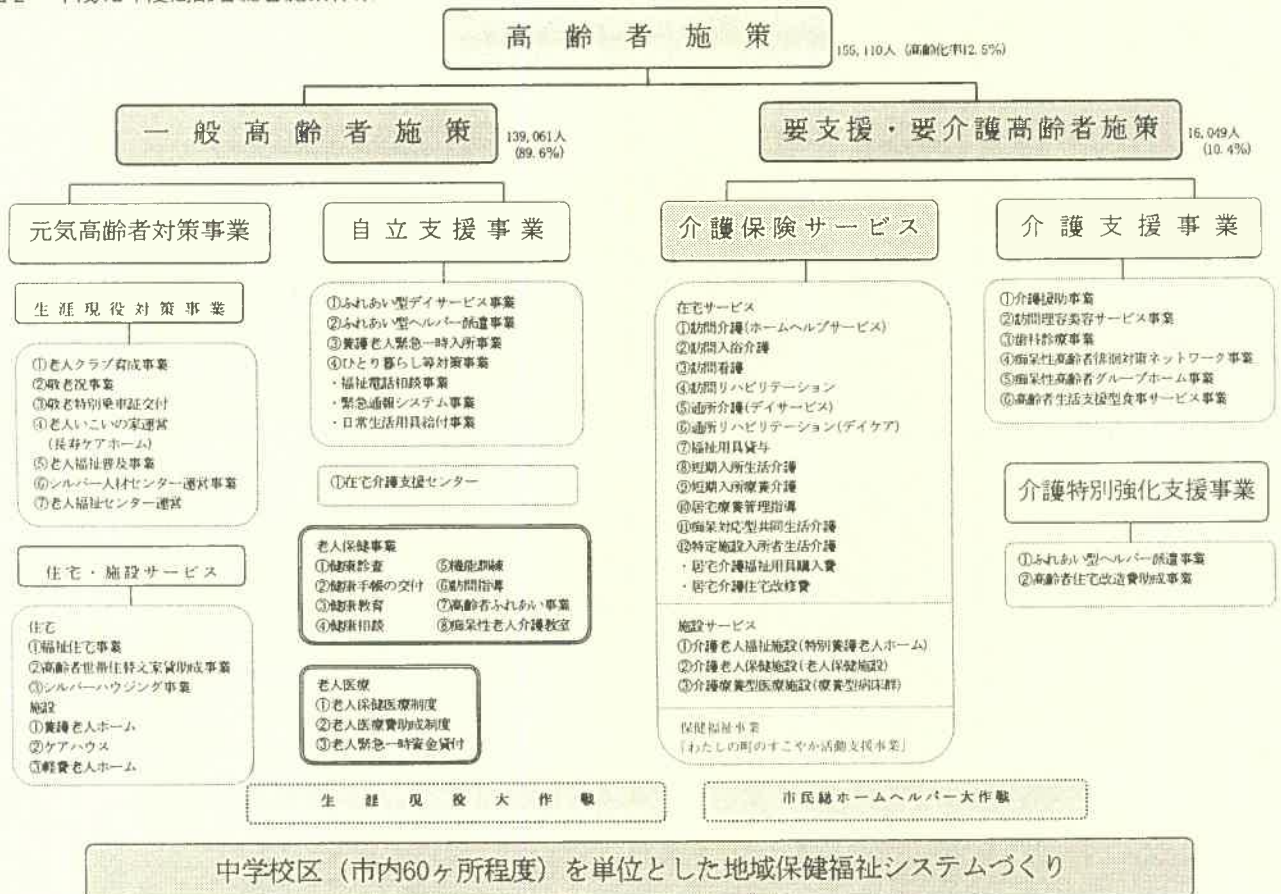 高齢者施策
155,110人 (高齢化率12.5%)
一般高齢者施策
139,061人
(89.6%)
要支援・要介護高齢者施策
16,049人
(10.4%)
元気高齢者対策事業
生涯現役対策事業
①老人クラブ育成事業
②敬老祝事業
③敬老特別乗車証交付
④老人いこいの家運営
(長寿ケアホーム)
⑤老人福祉普及事業
⑥シルバー人材センター運営事業
⑦老人福祉センター運営
住宅・施設サービス
住宅
①福祉住宅事業
②高齢者世帯住替え家賃助成事業
③シルバーハウジング事業
施設
①養護老人ホーム
②ケアハウス
③軽費老人ホーム
自立支援事業
①ふれあい型デイサービス事業
②ふれあい型ヘルパー派遣事業
③養護老人緊急一時入所事業
④ひとり暮らし等対策事業
・福祉電話相談事業
・緊急通報システム事業
・日常生活用具給付事業
①在宅介護支援センター
老人保健事業
①健康診査 ⑤機能訓練
②健康手帳の交付 ⑥訪問指導
③健康教育 ⑦高齢者ふれあい事業
④健康相談 ⑧痴呆性老人介護教室
老人医療
①老人保健医療制度
②老人医療費助成制度
③老人緊急一時資金貸付
介護保険サービス
在宅サービス
①訪問介護(ホームヘルプサービス)
②訪問入浴介護
③訪問看護
④訪問リハビリテーション
⑤通所介護(デイサービス)
⑥通所リハビリテーション(デイケア)
⑦福祉用具貸与
⑧短期入所生活介護
⑨短期入所療養介護
⑩居宅療養管理指導
⑪痴呆対応型共同生活介護
⑫特定施設入所者生活介護
・居宅介護福祉用具購入費
・居宅介護住宅改修費
施設サービス
①介護老人福祉施設(特別養護老人ホーム)
②介護老人保健施設(老人保健施設)
③介護療養型医療施設(療養型病床群)
保健福祉事業
「わたしの町のすこやか活動支援事業」
介護支援事業
①介護援助事業
②訪問理容美容サービス事業
③歯科診療事業
④痴呆性高齢者徘徊対策ネットワーク事業
⑤痴呆性高齢者グループホーム事業
⑥高齢者生活支援型食事サービス事業
介護特別強化支援事業
①ふれあい型ヘルパー派遣事業
②高齢者住宅改造費助成事業
生涯現役大作戦
市民総ホームヘルパー大作戦
中学校区（市内60ヶ所程度）を単位とした地域保健福祉システムづくり